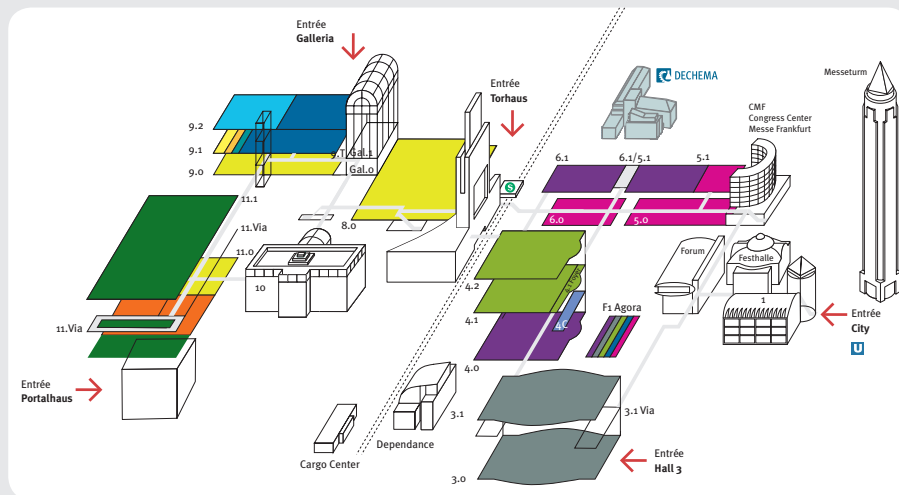 Entrée
Galleria
Entrée
Torhaus
DECHEMA
Messeturm
CMF
Congress Center
Messe Frankfurt
9.2
9.1
9.0
9.1
Gal.1
Gal.0
6.1
6.1/5.1
5.1
S
6.0
5.0
8.0
11.1
11.Via
11.0
10
11.Via
Forum
Festhalle
1
4.2
4.1
4C
4.0
F1 Agora
Entrée
City
U
Entrée
Portalhaus
3.1
3.1 Via
Dependance
Cargo Center
3.0
Entrée
Hall 3